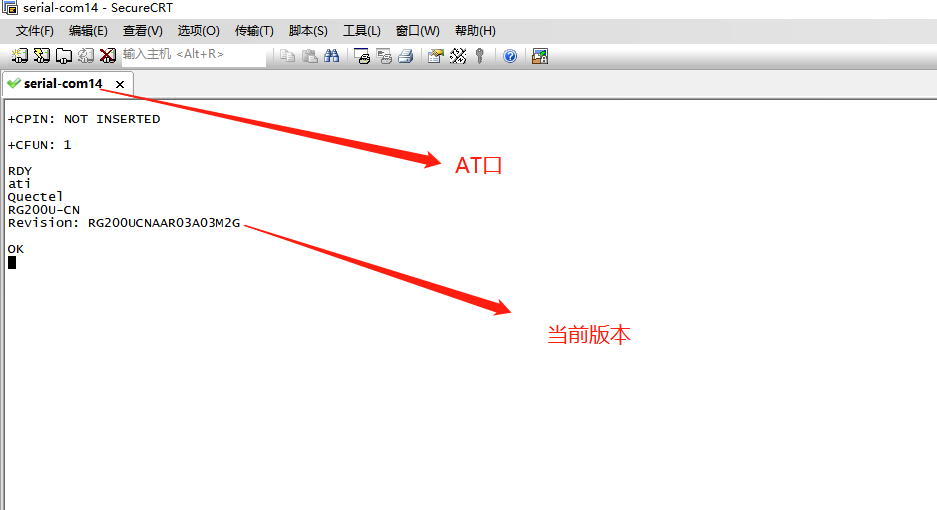 serial-com14 - SecureCRT
文件(F) 编辑(E) 查看(V) 选项(O) 传输(T) 脚本(S) 工具(L) 窗口(W) 帮助(H)
输入主机 <Alt+R>
serial-com14
+CPIN: NOT INSERTED
+CFUN: 1
AT口
RDY
ati
Quectel
RG200U-CN
Revision: RG200UCNAAR03A03M2G
OK
当前版本